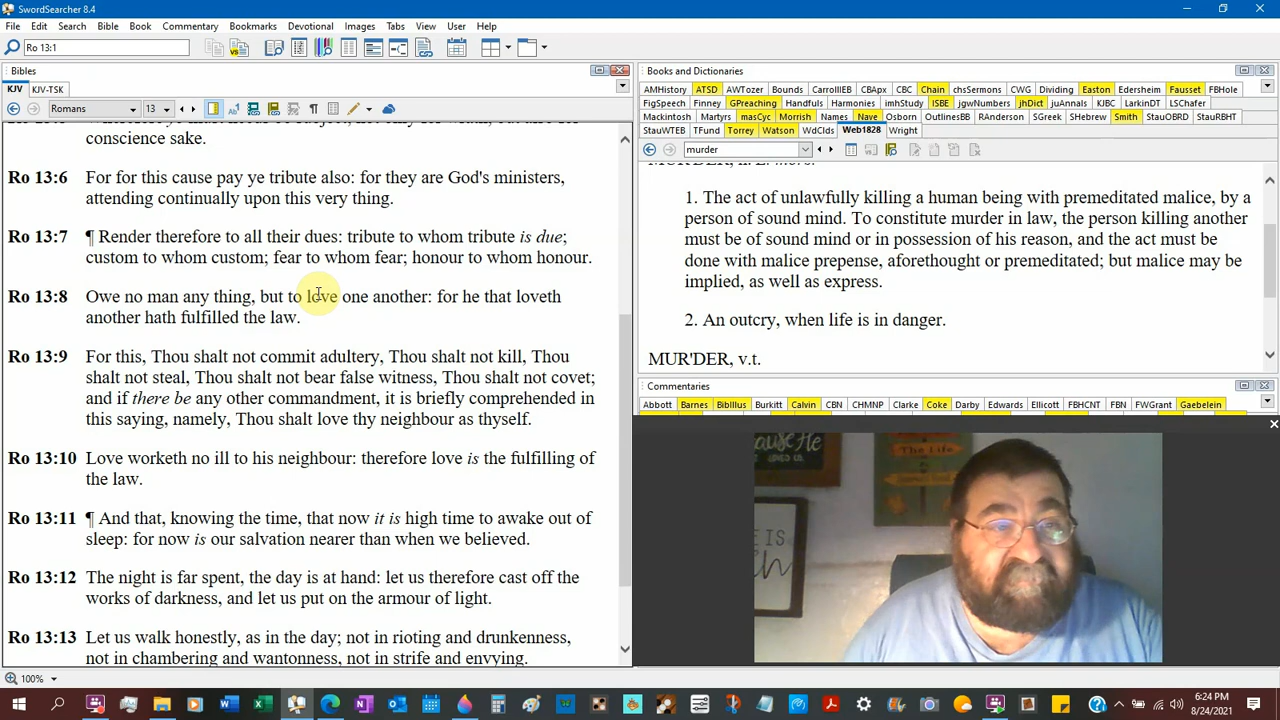 SwordSearcher 8.4
File Edit Search Bible Book Commentary Bookmarks Devotional Images Tabs View User Help
Ro 13:1
Bibles
KJV KJV-TSK
Romans 13
conscience sake.
Ro 13:6 For for this cause pay ye tribute also: for they are God's ministers,
attending continually upon this very thing.
Ro 13:7 ¶ Render therefore to all their dues: tribute to whom tribute is due;
custom to whom custom; fear to whom fear; honour to whom honour.
Ro 13:8 Owe no man any thing, but to love one another: for he that loveth
another hath fulfilled the law.
Ro 13:9 For this, Thou shalt not commit adultery, Thou shalt not kill, Thou
shalt not steal, Thou shalt not bear false witness, Thou shalt not covet;
and if there be any other commandment, it is briefly comprehended in
this saying, namely, Thou shalt love thy neighbour as thyself.
Ro 13:10 Love worketh no ill to his neighbour: therefore love is the fulfilling of
the law.
Ro 13:11 ¶ And that, knowing the time, that now it is high time to awake out of
sleep: for now is our salvation nearer than when we believed.
Ro 13:12 The night is far spent, the day is at hand: let us therefore cast off the
works of darkness, and let us put on the armour of light.
Ro 13:13 Let us walk honestly, as in the day; not in rioting and drunkenness,
not in chambering and wantonness, not in strife and envying.
100%
Books and Dictionaries
AMHistory ATSD AWTozer Bounds CarrollEB CBApx CBC Chain chsSermons CWG Dividing Easton Edersheim Fausset FBHole
FigSpeech Finney GPreaching Handfuls Harmonies imhStudy ISBE jgwNumbers jhDict juAnnals KJBC LarkinDT LSChafer
Mackintosh Martyrs masCyc Morrish Names Nave Osborn OutlinesBB RAnderson SGreek SHebrew Smith StauOBRD StauRBHT
StauWTEB TFund Torrey Watson WdClds Web1828 Wright
murder
1. The act of unlawfully killing a human being with premeditated malice, by a
person of sound mind. To constitute murder in law, the person killing another
must be of sound mind or in possession of his reason, and the act must be
done with malice prepense, aforethought or premeditated; but malice may be
implied, as well as express.
2. An outcry, when life is in danger.
MUR'DER, v.t.
Commentaries
Abbott Barnes BibIllus Burkitt Calvin CBN CHMNP Clarke Coke Darby Edwards Ellicott FBHCNT FBN FWGrant Gaebelein
cause He
The Life
6:24 PM
8/24/2021